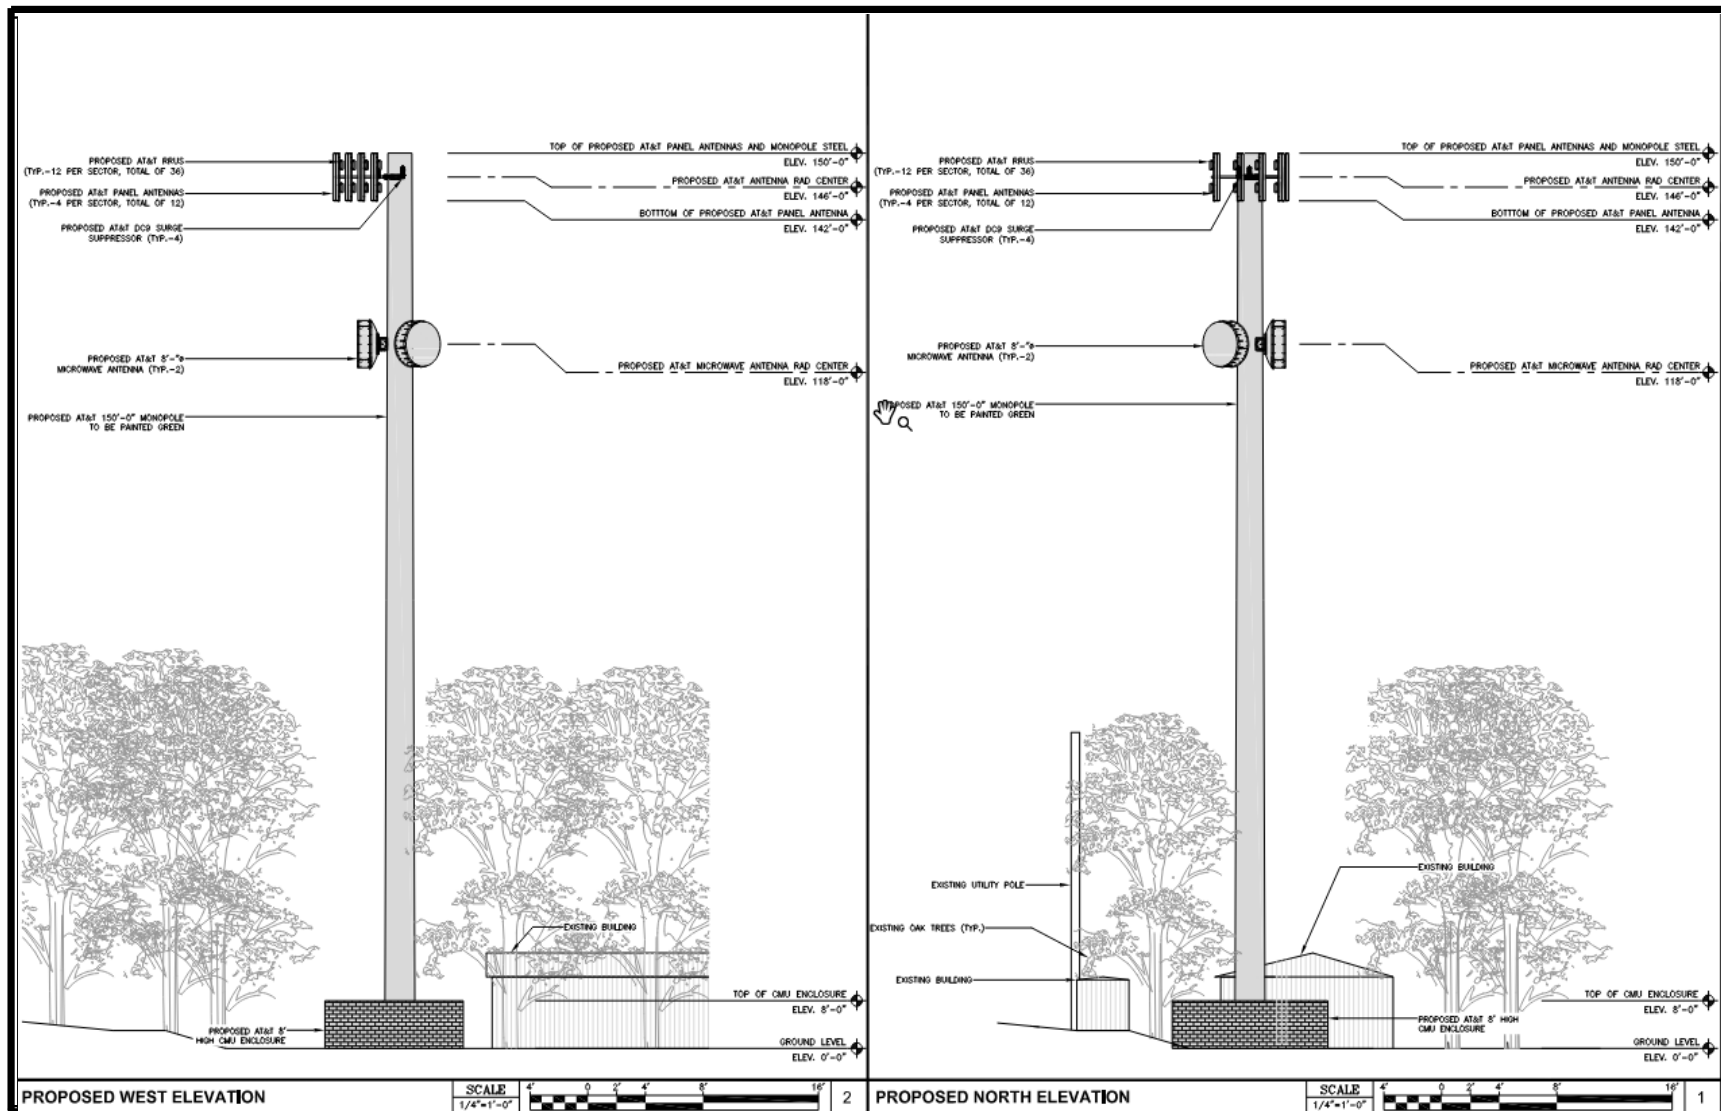 TOP OF PROPOSED AT&T PANEL ANTENNAS AND MONOPOLE STEEL
ELEV. 150'-0"
PROPOSED AT&T RRUS
(TYP.-12 PER SECTOR, TOTAL OF 36)
PROPOSED AT&T ANTENNA RAD CENTER
ELEV. 146'-0"
PROPOSED AT&T PANEL ANTENNAS
(TYP.-4 PER SECTOR, TOTAL OF 12)
BOTTTOM OF PROPOSED AT&T PANEL ANTENNA
ELEV. 142'-0"
PROPOSED AT&T DC9 SURGE
SUPPRESSOR (TYP.-4)
PROPOSED AT&T 8'-"ø
MICROWAVE ANTENNA (TYP.-2)
PROPOSED AT&T MICROWAVE ANTENNA RAD CENTER
ELEV. 118'-0"
PROPOSED AT&T 150'-0" MONOPOLE
TO BE PAINTED GREEN
EXISTING BUILDING
TOP OF CMU ENCLOSURE
ELEV. 8'-0"
PROPOSED AT&T 8'
HIGH CMU ENCLOSURE
GROUND LEVEL
ELEV. 0'-0"
PROPOSED WEST ELEVATION
SCALE
1/4"=1'-0"
4' 0 2' 4' 8' 16'
2
TOP OF PROPOSED AT&T PANEL ANTENNAS AND MONOPOLE STEEL
ELEV. 150'-0"
PROPOSED AT&T RRUS
(TYP.-12 PER SECTOR, TOTAL OF 36)
PROPOSED AT&T ANTENNA RAD CENTER
ELEV. 146'-0"
PROPOSED AT&T PANEL ANTENNAS
(TYP.-4 PER SECTOR, TOTAL OF 12)
BOTTTOM OF PROPOSED AT&T PANEL ANTENNA
ELEV. 142'-0"
PROPOSED AT&T DC9 SURGE
SUPPRESSOR (TYP.-4)
PROPOSED AT&T 8'-"ø
MICROWAVE ANTENNA (TYP.-2)
PROPOSED AT&T MICROWAVE ANTENNA RAD CENTER
ELEV. 118'-0"
POSED AT&T 150'-0" MONOPOLE
TO BE PAINTED GREEN
EXISTING BUILDING
EXISTING UTILITY POLE
EXISTING OAK TREES (TYP.)
EXISTING BUILDING
TOP OF CMU ENCLOSURE
ELEV. 8'-0"
PROPOSED AT&T 8' HIGH
CMU ENCLOSURE
GROUND LEVEL
ELEV. 0'-0"
PROPOSED NORTH ELEVATION
SCALE
1/4"=1'-0"
4' 0 2' 4' 8' 16'
1